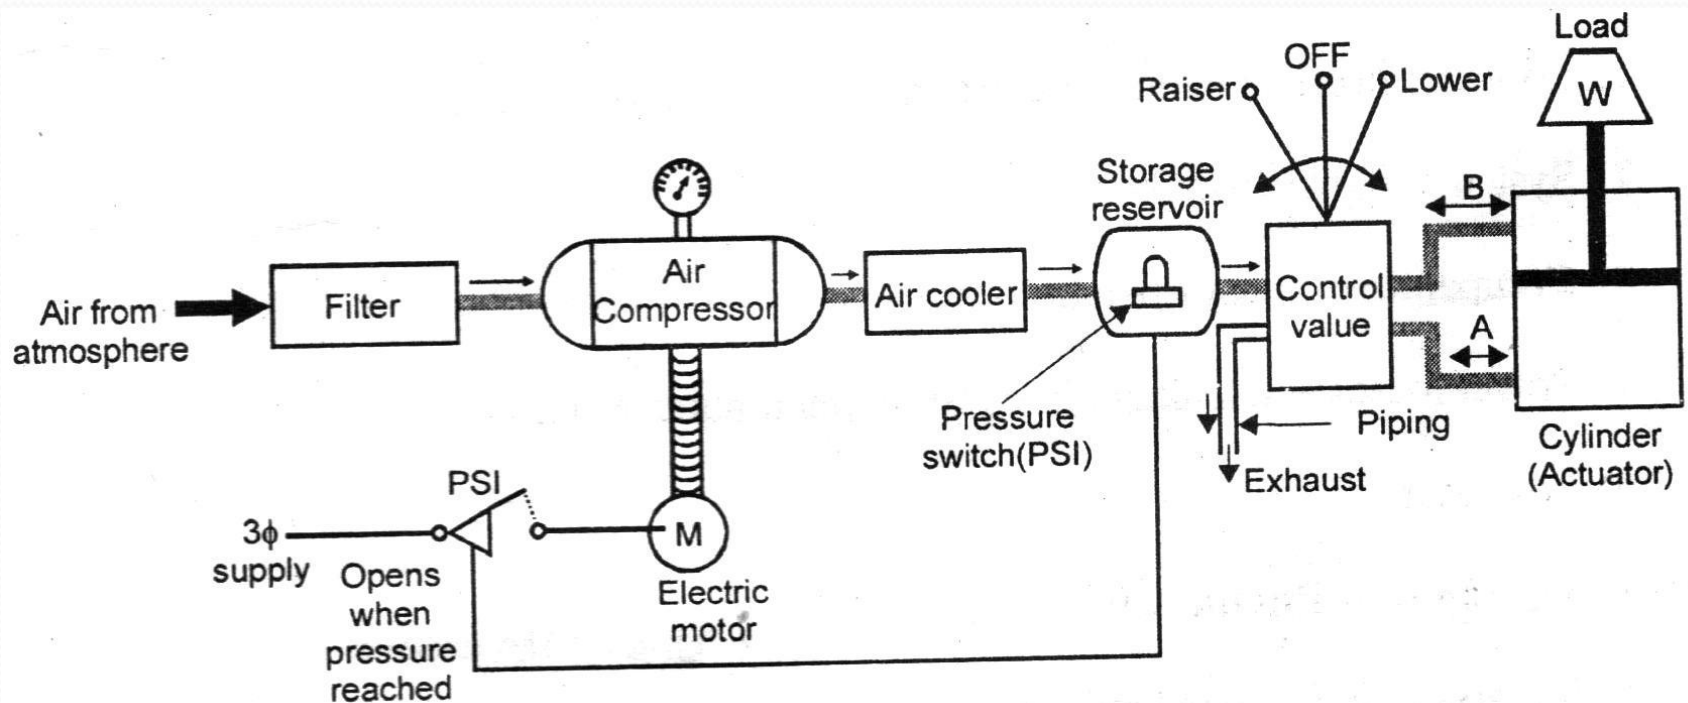 Load
W
OFF
Raiser
Lower
Storage
reservoir
B
Air from
atmosphere
Filter
Air
Compressor
Air cooler
Control
value
A
Pressure
switch(PSI)
Piping
Exhaust
Cylinder
(Actuator)
PSI
3ϕ
supply
Opens
when
pressure
reached
M
Electric
motor